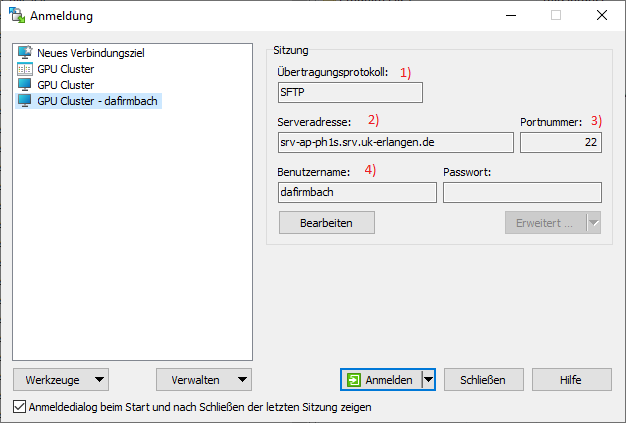 Anmeldung
Neues Verbindungsziel
GPU Cluster
GPU Cluster
GPU Cluster - dafirmbach
Sitzung
Übertragungsprotokoll: 1)
SFTP
Serveradresse: 2) Portnummer: 3)
srv-ap-ph1s.srv.uk-erlangen.de 22
Benutzername: 4) Passwort:
dafirmbach
Bearbeiten Erweitert ...
Werkzeuge Verwalten Anmelden Schließen Hilfe
Anmeldedialog beim Start und nach Schließen der letzten Sitzung zeigen